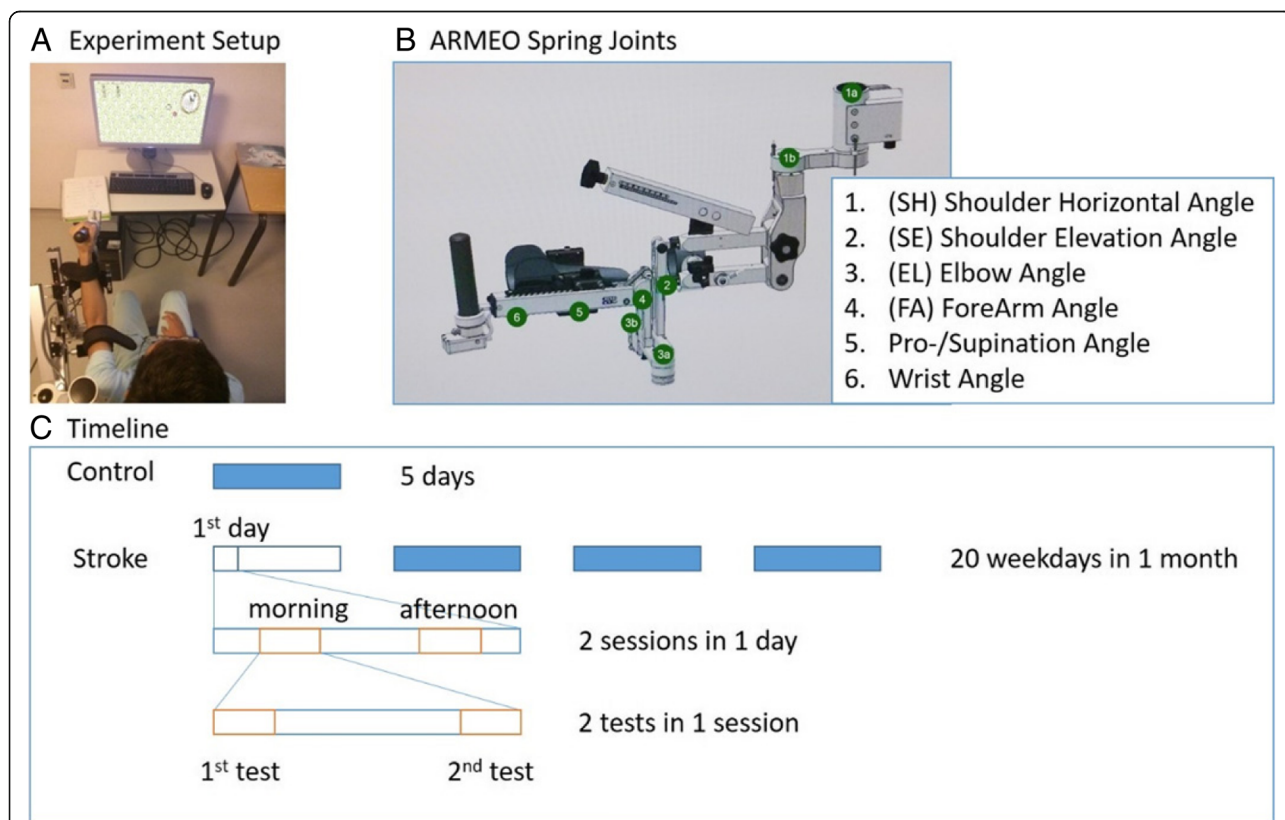 A Experiment Setup
B ARMEO Spring Joints
1a
1b
2
4
6
5
3b
3a
1. (SH) Shoulder Horizontal Angle
2. (SE) Shoulder Elevation Angle
3. (EL) Elbow Angle
4. (FA) ForeArm Angle
5. Pro-/Supination Angle
6. Wrist Angle
C Timeline
Control
5 days
1st day
Stroke
20 weekdays in 1 month
morning afternoon
2 sessions in 1 day
2 tests in 1 session
1st test 2nd test